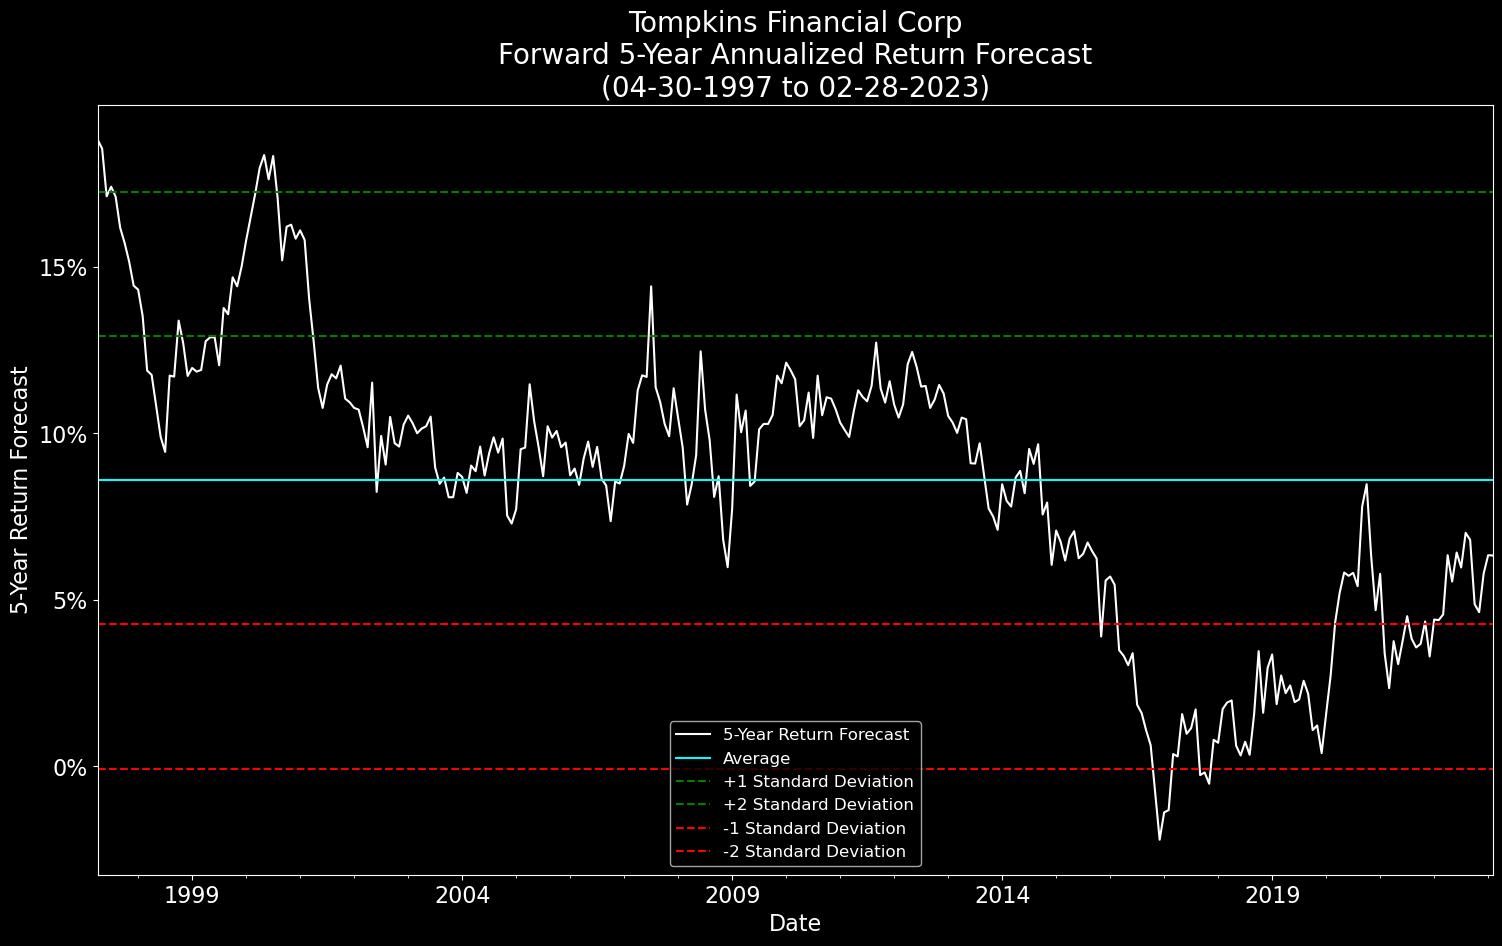 Tompkins Financial Corp
Forward 5-Year Annualized Return Forecast
(04-30-1997 to 02-28-2023)
5-Year Return Forecast
15%
10%
5%
0%
5-Year Return Forecast
Average
+1 Standard Deviation
+2 Standard Deviation
-1 Standard Deviation
-2 Standard Deviation
1999 2004 2009 2014 2019
Date